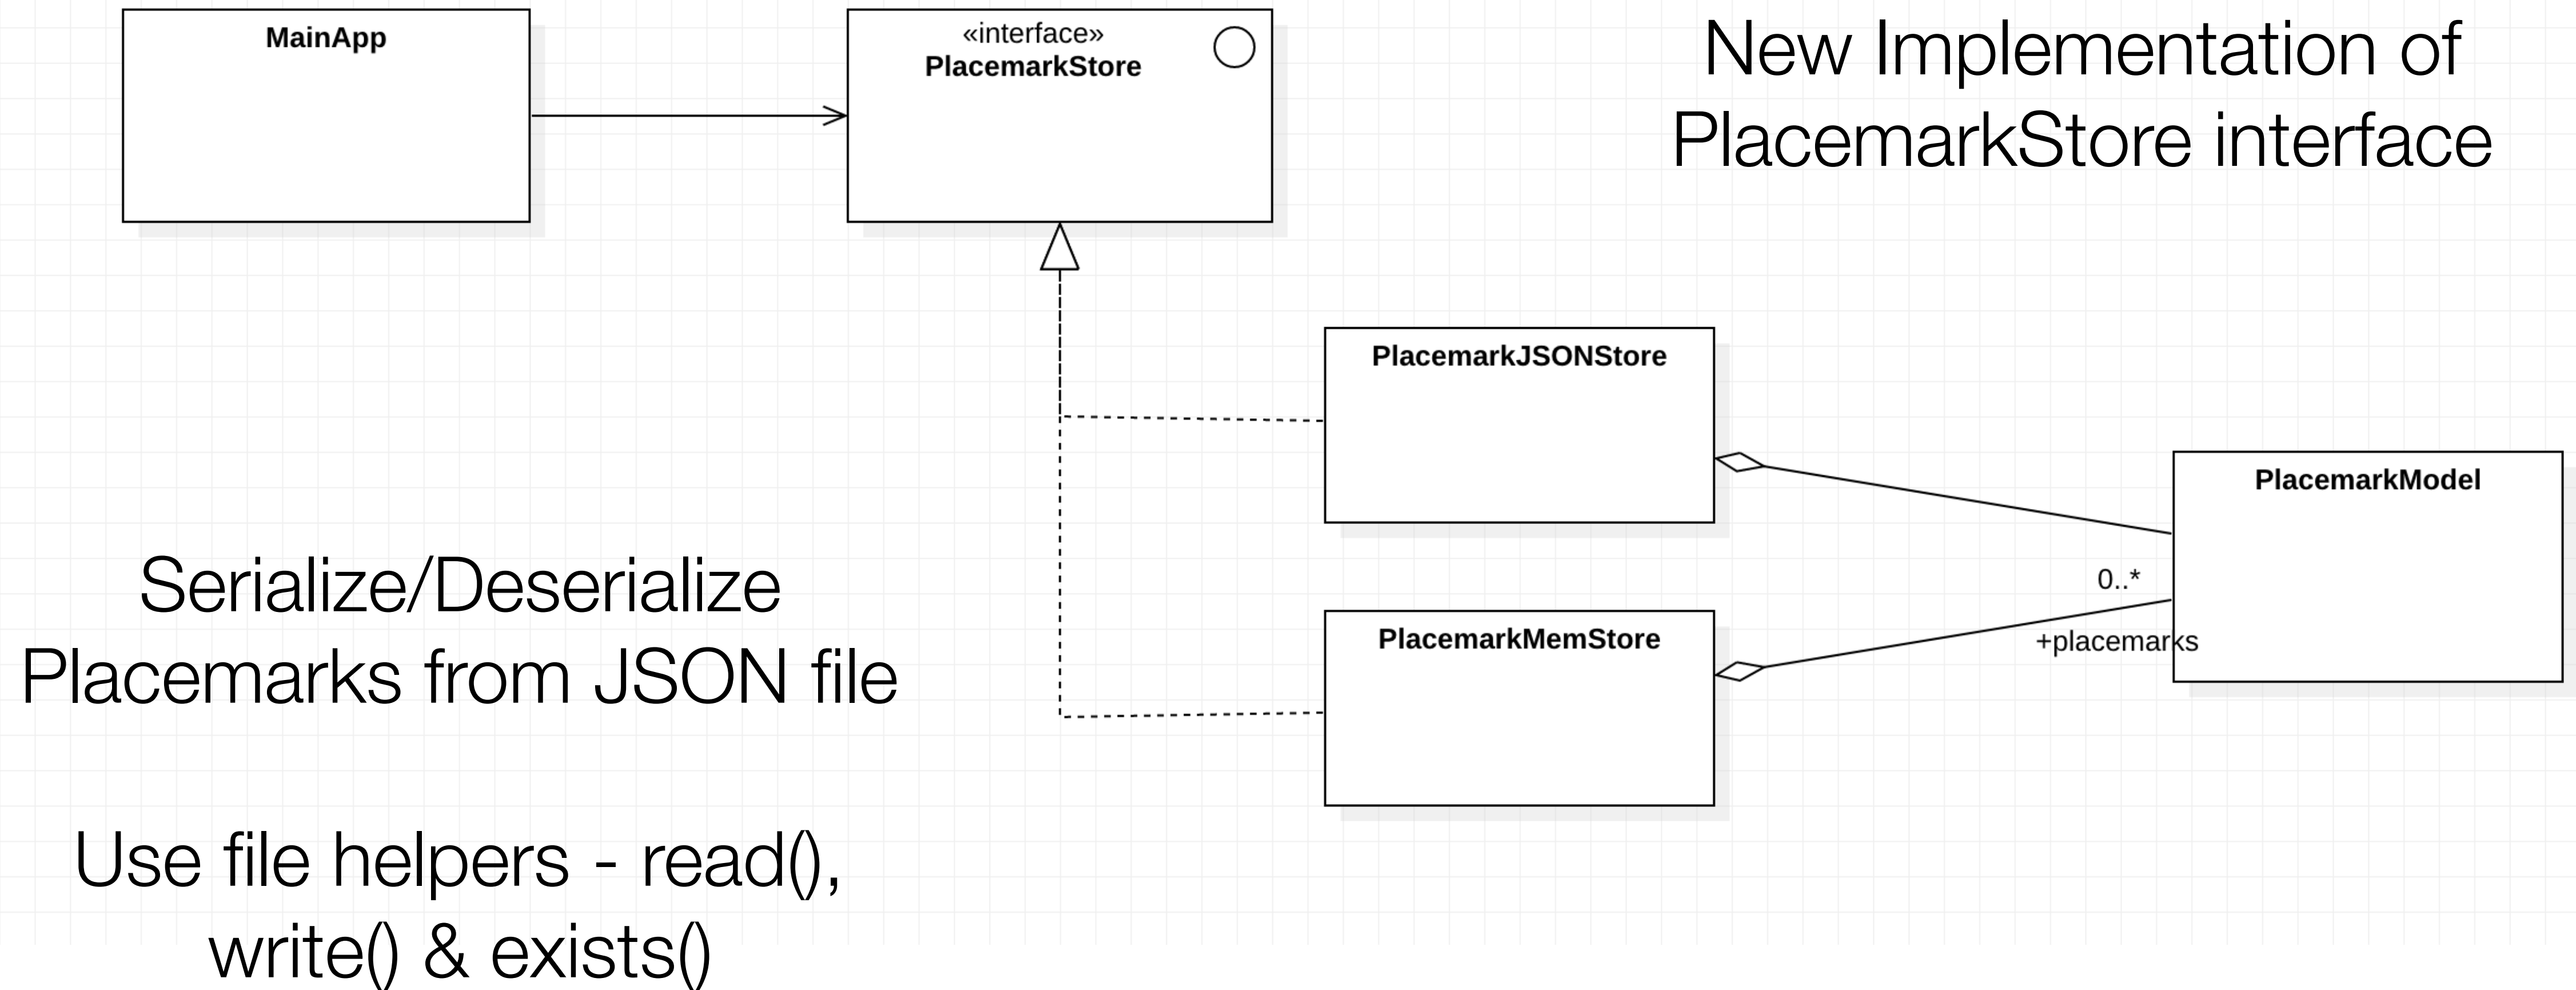 MainApp
«interface»
PlacemarkStore
New Implementation of
PlacemarkStore interface
PlacemarkJSONStore
PlacemarkModel
0..*
+placemarks
PlacemarkMemStore
Serialize/Deserialize
Placemarks from JSON file
Use file helpers - read(),
write() & exists()